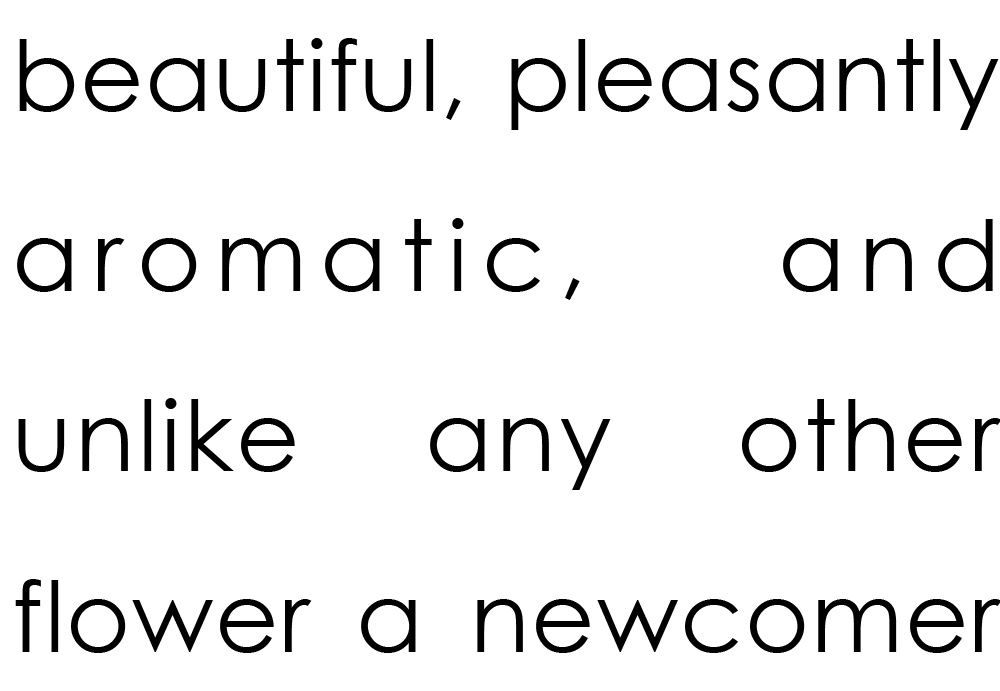 beautiful, pleasantly
aromatic, and
unlike any other
flower a newcomer